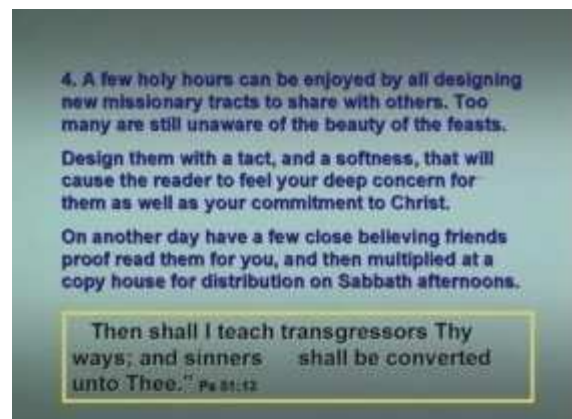 4. A few holy hours can be enjoyed by all designing
new missionary tracts to share with others. Too
many are still unaware of the beauty of the feasts.
Design them with a tact, and a softness, that will
cause the reader to feel your deep concern for
them as well as your commitment to Christ.
On another day have a few close believing friends
proof read them for you, and then multiplied at a
copy house for distribution on Sabbath afternoons.
Then shall I teach transgressors Thy
ways; and sinners shall be converted
unto Thee." Ps